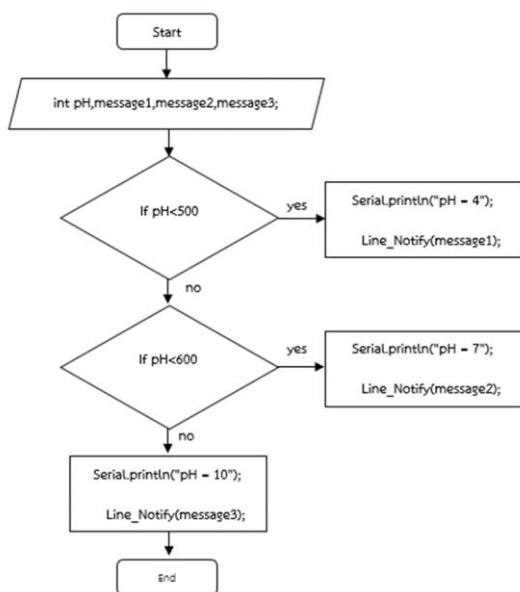 Start
int pH,message1,message2,message3;
If pH<500
yes
Serial.println("pH = 4");
Line_Notify(message1);
no
If pH<600
yes
Serial.println("pH = 7");
Line_Notify(message2);
no
Serial.println("pH = 10");
Line_Notify(message3);
End